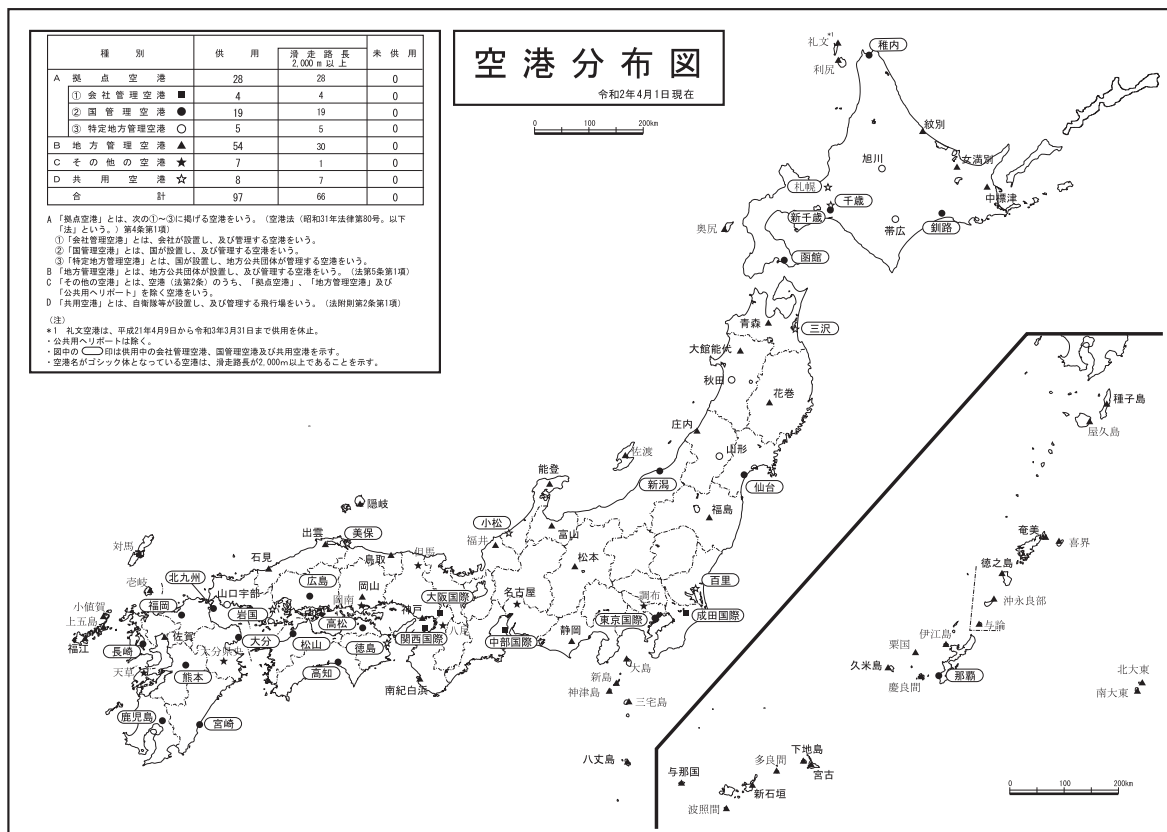 空港分布図
令和2年4月1日現在
0 100 200km
種別 供用 滑走路長2,000m以上 未供用
A 拠点空港 28 28 0
①会社管理空港 ■ 4 4 0
②国管理空港 ● 19 19 0
③特定地方管理空港 ○ 5 5 0
B 地方管理空港 ▲ 54 30 0
C その他の空港 ★ 7 1 0
D 共用空港 ☆ 8 7 0
合計 97 66 0
A 「拠点空港」とは、次の①～③に掲げる空港をいう。(空港法(昭和31年法律第80号。以下
「法」という。)第4条第1項)
①「会社管理空港」とは、会社が設置し、及び管理する空港をいう。
②「国管理空港」とは、国が設置し、及び管理する空港をいう。
③「特定地方管理空港」とは、国が設置し、地方公共団体が管理する空港をいう。
B 「地方管理空港」とは、地方公共団体が設置し、及び管理する空港をいう。(法第5条第1項)
C 「その他の空港」とは、空港(法第2条)のうち、「拠点空港」、「地方管理空港」及び
「公共用ヘリポート」を除く空港をいう。
D 「共用空港」とは、自衛隊等が設置し、及び管理する飛行場をいう。(法附則第2条第1項)
(注)
*1 礼文空港は、平成21年4月9日から令和3年3月31日まで供用を休止。
・公共用ヘリポートは除く。
・図中の 印は供用中の会社管理空港、国管理空港及び共用空港を示す。
・空港名がゴシック体となっている空港は、滑走路長が2,000m以上であることを示す。
礼文*1
稚内
利尻
紋別
女満別
旭川
中標津
札幌
千歳
新千歳
帯広
釧路
奥尻
函館
青森
三沢
大館能代
秋田
花巻
庄内
山形
佐渡
新潟
仙台
福島
能登
小松
富山
福井
松本
隠岐
出雲
美保
鳥取
但馬
石見
対馬
壱岐
北九州
山口宇部
広島
岡山
岡南
神戸
大阪国際
名古屋
百里
調布
東京国際
成田国際
小値賀
上五島
福江
福岡
佐賀
岩国
大分
松山
高松
徳島
関西国際
八尾
中部国際
静岡
長崎
大分県央
天草
熊本
高知
南紀白浜
大島
新島
神津島
三宅島
鹿児島
宮崎
八丈島
種子島
屋久島
奄美
喜界
徳之島
沖永良部
与論
伊江島
粟国
久米島
慶良間
那覇
北大東
南大東
下地島
宮古
多良間
与那国
新石垣
波照間
0 100 200km